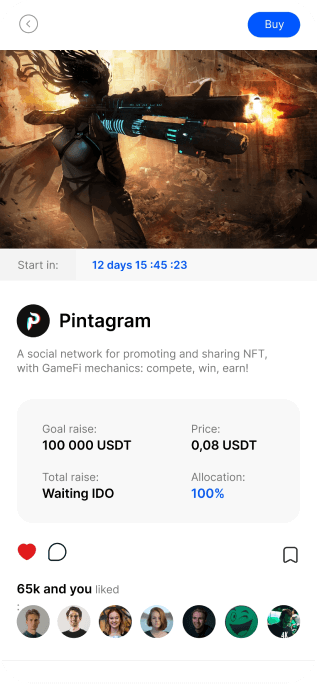 Buy
Start in: 12 days 15 :45 :23
Pintagram
A social network for promoting and sharing NFT,
with GameFi mechanics: compete, win, earn!
Goal raise: Price:
100 000 USDT 0,08 USDT
Total raise: Allocation:
Waiting IDO 100%
65k and you liked
:
4K